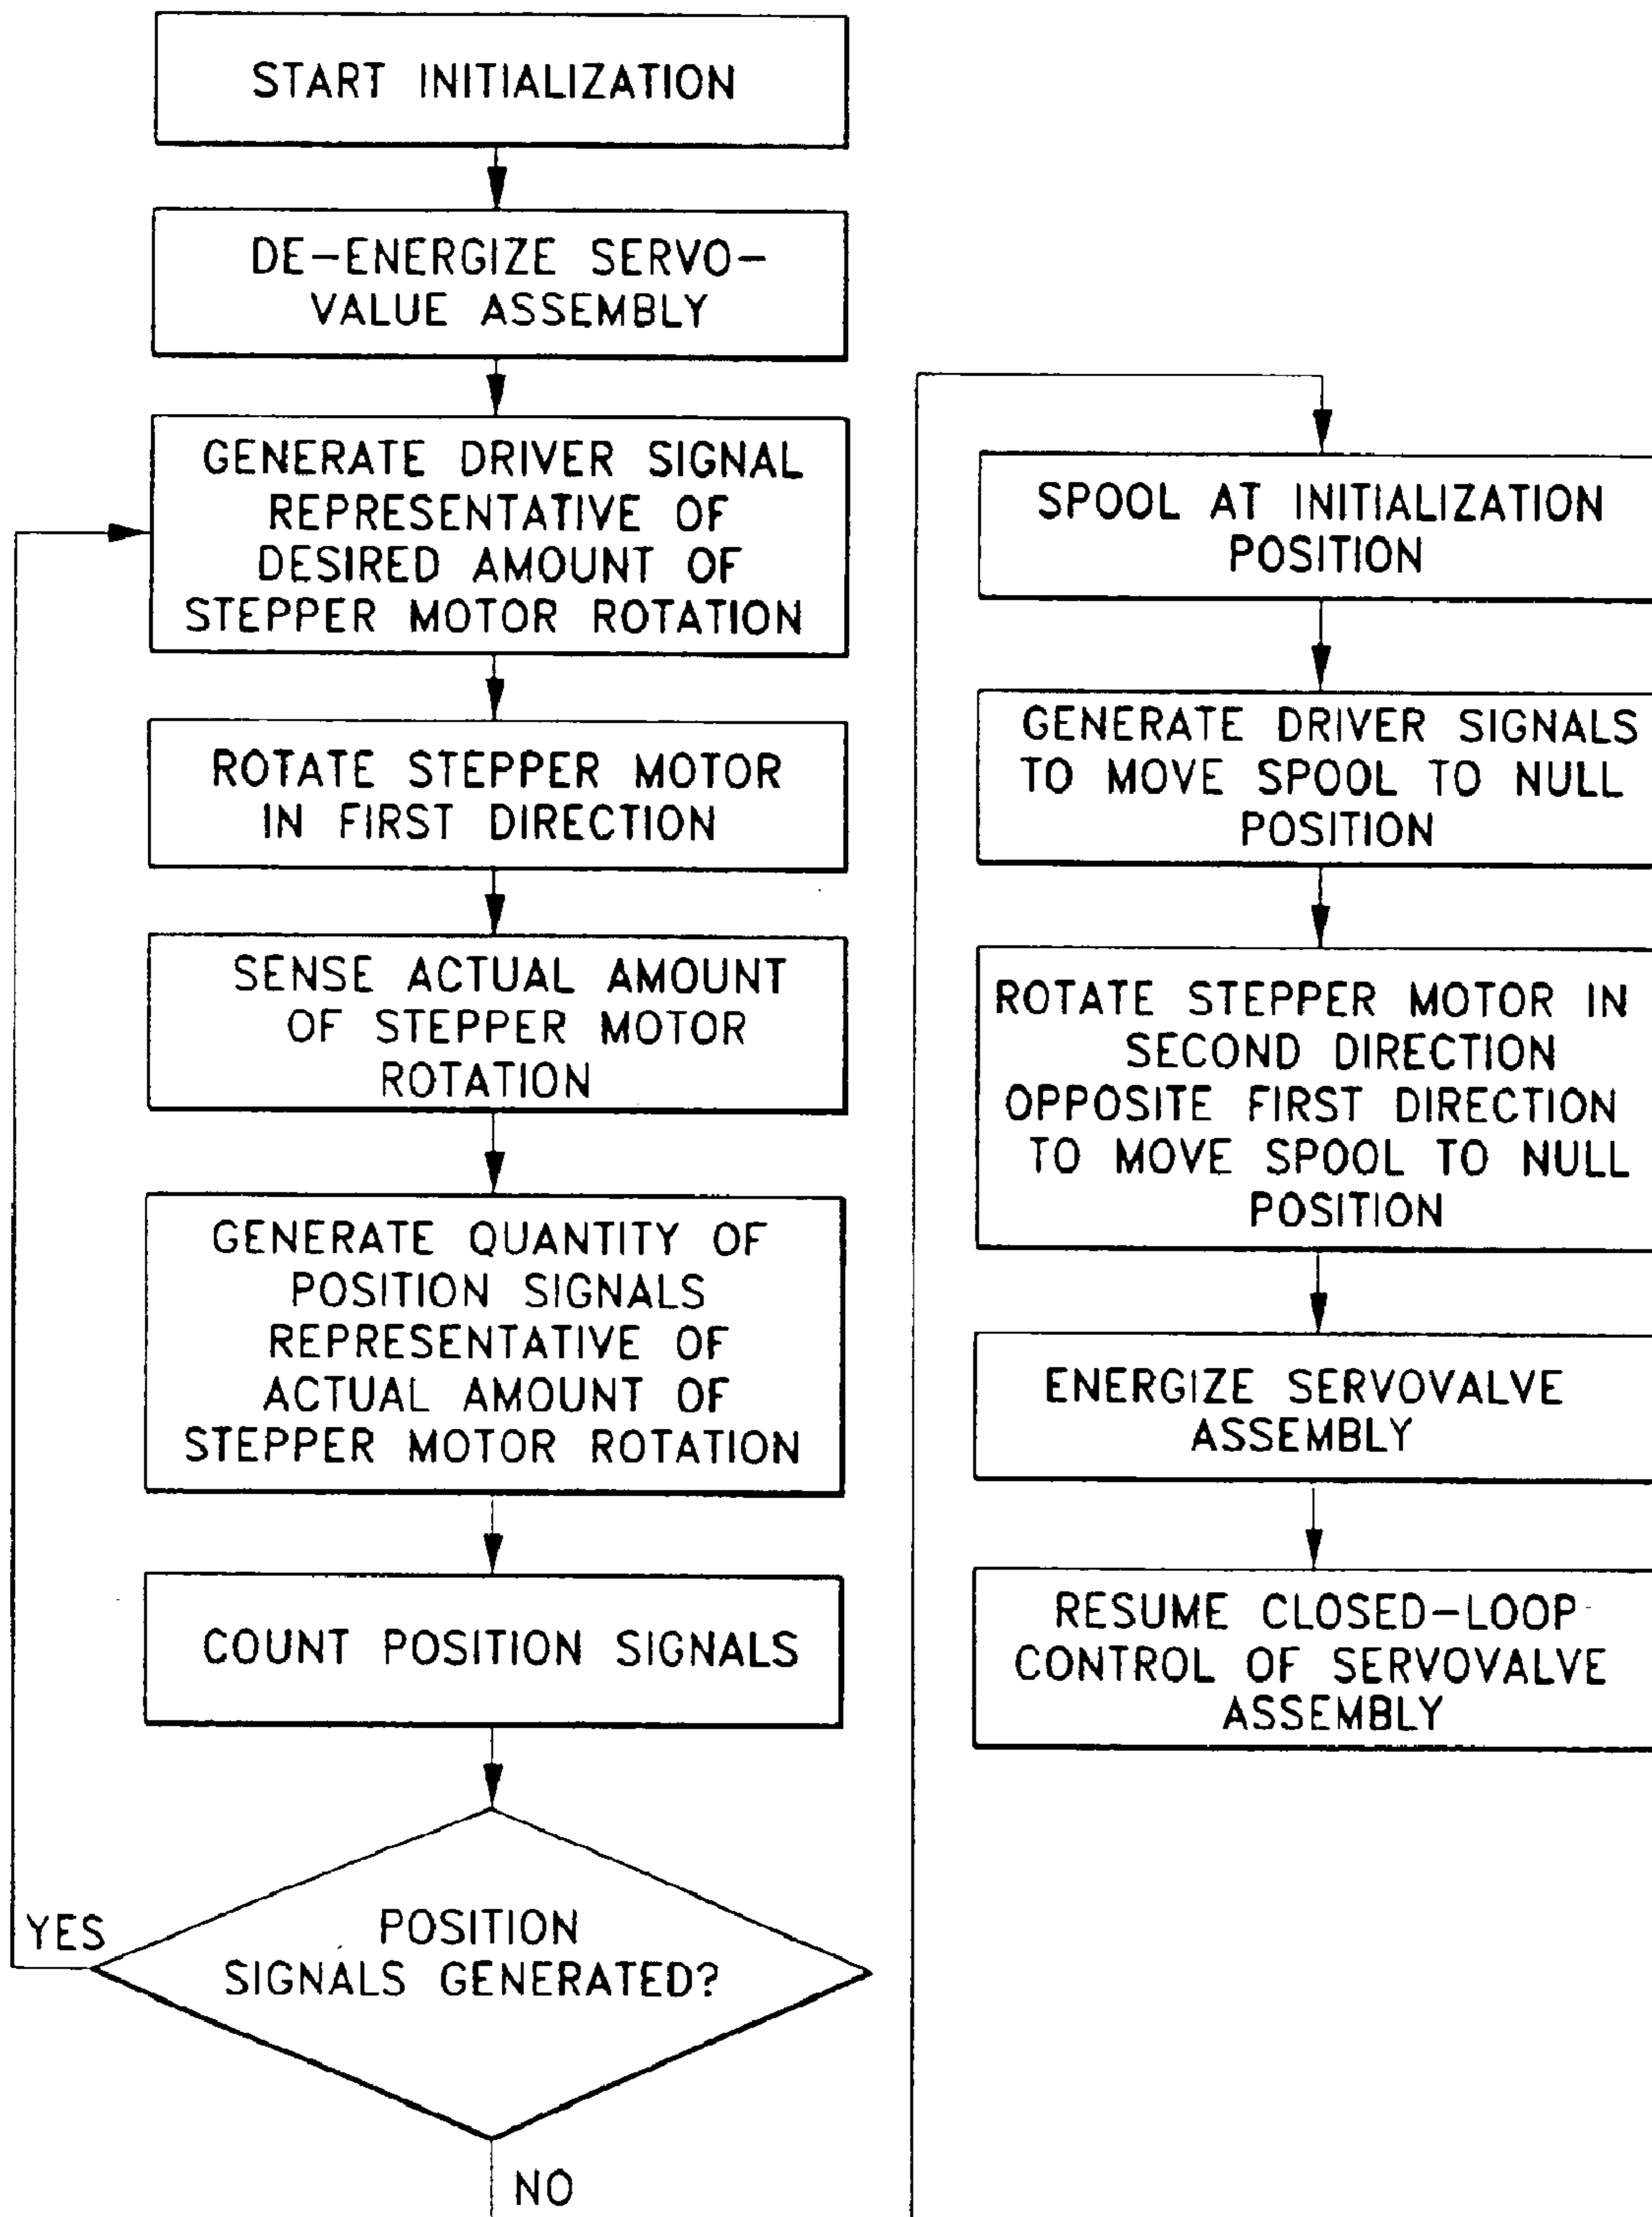 START INITIALIZATION
DE-ENERGIZE SERVO-
VALUE ASSEMBLY
GENERATE DRIVER SIGNAL
REPRESENTATIVE OF
DESIRED AMOUNT OF
STEPPER MOTOR ROTATION
ROTATE STEPPER MOTOR
IN FIRST DIRECTION
SENSE ACTUAL AMOUNT
OF STEPPER MOTOR
ROTATION
GENERATE QUANTITY OF
POSITION SIGNALS
REPRESENTATIVE OF
ACTUAL AMOUNT OF
STEPPER MOTOR ROTATION
COUNT POSITION SIGNALS
YES
POSITION
SIGNALS GENERATED?
NO
SPOOL AT INITIALIZATION
POSITION
GENERATE DRIVER SIGNALS
TO MOVE SPOOL TO NULL
POSITION
ROTATE STEPPER MOTOR IN
SECOND DIRECTION
OPPOSITE FIRST DIRECTION
TO MOVE SPOOL TO NULL
POSITION
ENERGIZE SERVOVALVE
ASSEMBLY
RESUME CLOSED-LOOP
CONTROL OF SERVOVALVE
ASSEMBLY